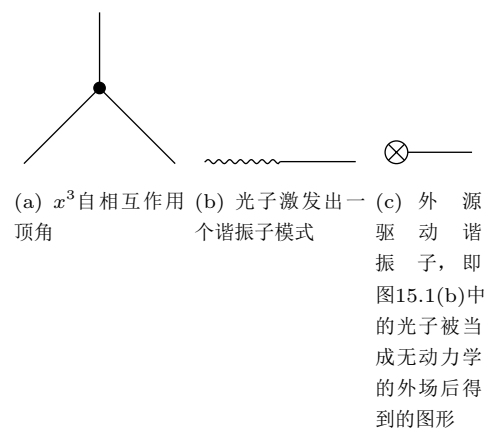 (a) x³自相互作用
顶角
(b) 光子激发出一
个谐振子模式
(c) 外 源
驱 动 谐
振 子，即
图15.1(b)中
的光子被当
成无动力学
的外场后得
到的图形